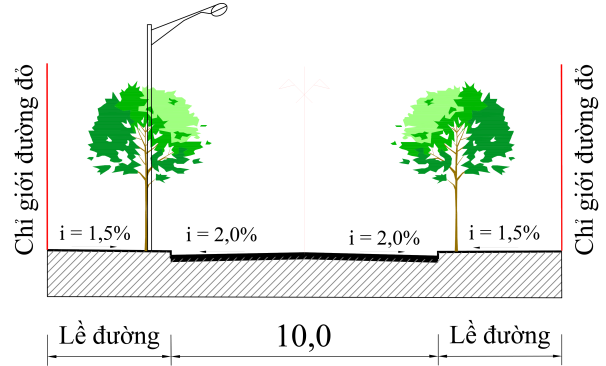 Chỉ giới đường đỏ
Chỉ giới đường đỏ
i = 1,5%
i = 2,0%
i = 2,0%
i = 1,5%
Lề đường
10,0
Lề đường